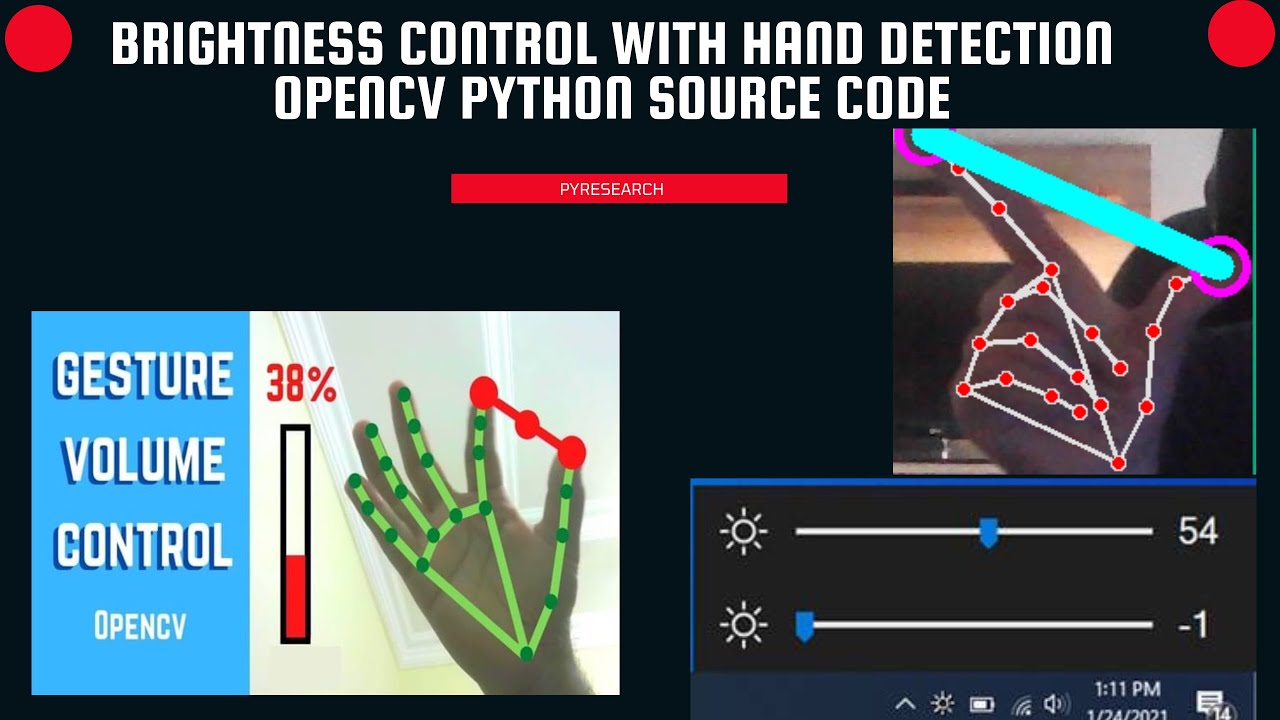 BRIGHTNESS CONTROL WITH HAND DETECTION
OPENCV PYTHON SOURCE CODE
PYRESEARCH
GESTURE
VOLUME
CONTROL
OPENCV
38%
54
-1
1:11 PM
1/24/2021
14